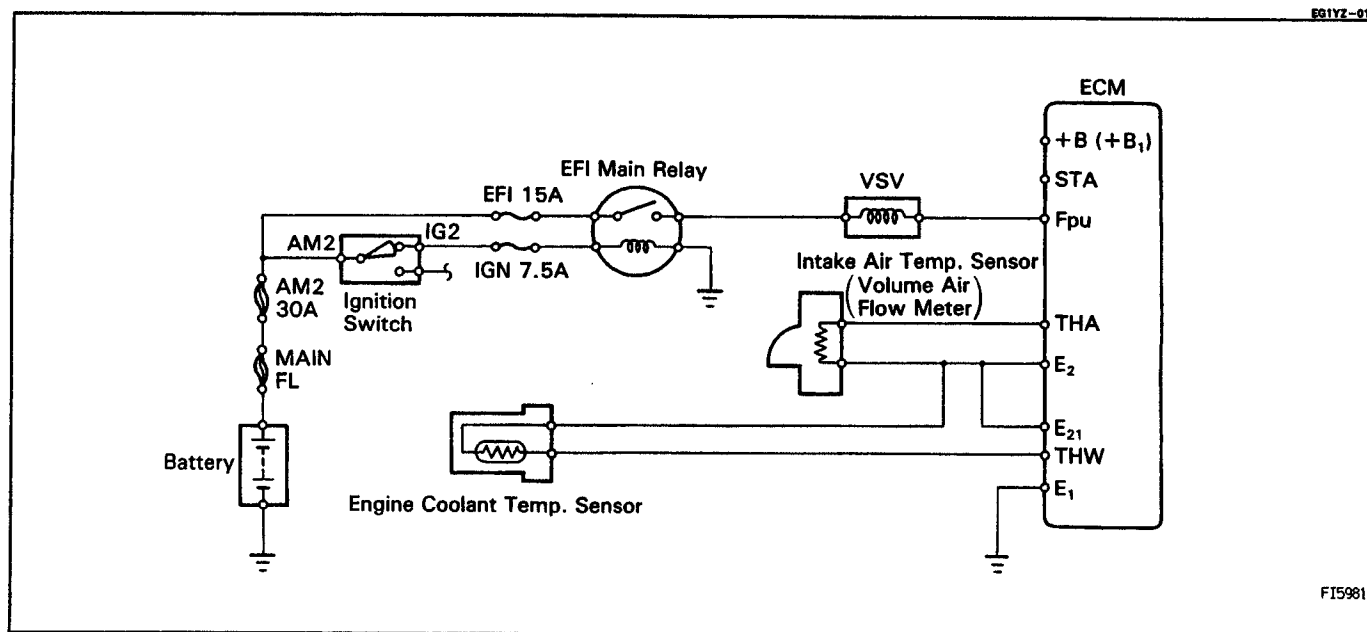 EG1YZ-01
ECM
+B (+B₁)
STA
Fpu
THA
E₂
E₂₁
THW
E₁
EFI Main Relay
EFI 15A
VSV
AM2
IG2
IGN 7.5A
Ignition
Switch
AM2
30A
MAIN
FL
Battery
Intake Air Temp. Sensor
(Volume Air
Flow Meter)
Engine Coolant Temp. Sensor
FI5981